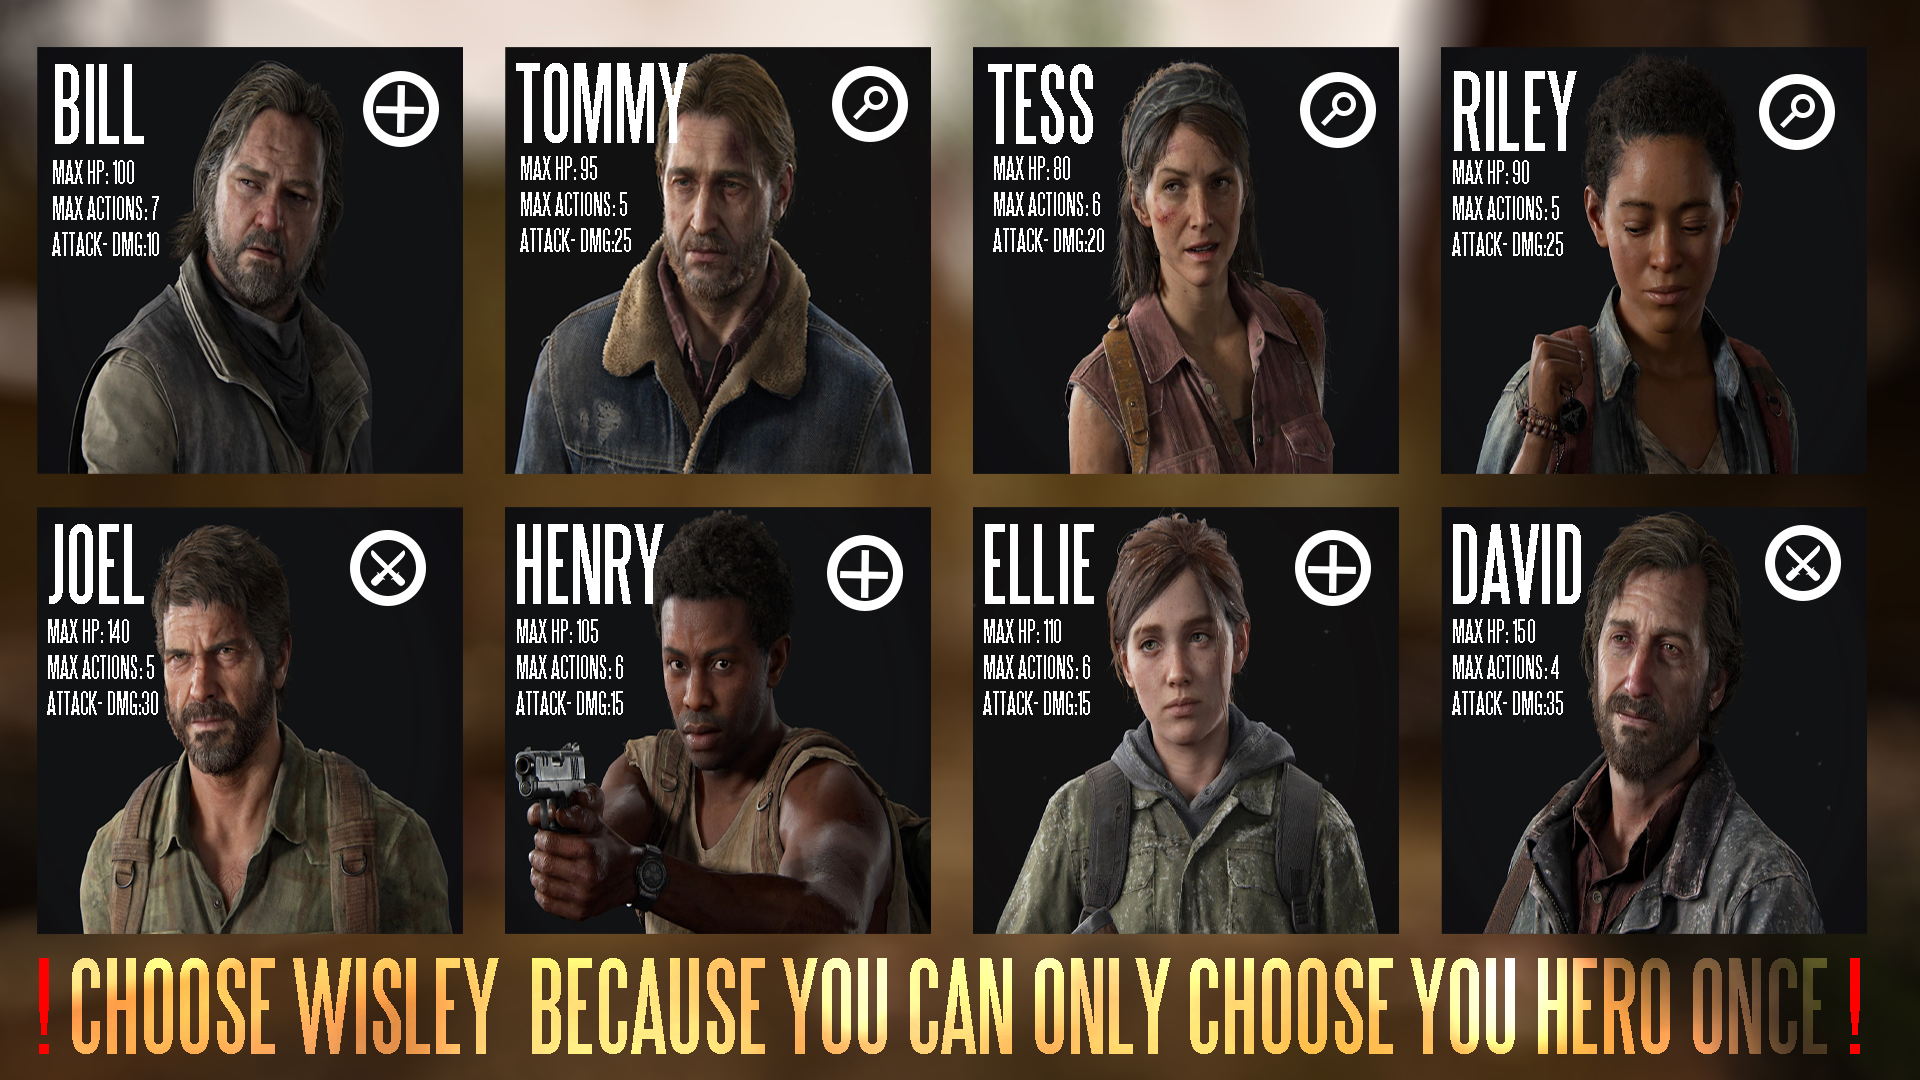 BILL
MAX HP: 100
MAX ACTIONS: 7
ATTACK- DMG:10
TOMMY
MAX HP: 95
MAX ACTIONS: 5
ATTACK- DMG:25
TESS
MAX HP: 80
MAX ACTIONS: 6
ATTACK- DMG:20
RILEY
MAX HP: 90
MAX ACTIONS: 5
ATTACK- DMG:25
JOEL
MAX HP: 140
MAX ACTIONS: 5
ATTACK- DMG:30
HENRY
MAX HP: 105
MAX ACTIONS: 6
ATTACK- DMG:15
ELLIE
MAX HP: 110
MAX ACTIONS: 6
ATTACK- DMG:15
DAVID
MAX HP: 150
MAX ACTIONS: 4
ATTACK- DMG:35
! CHOOSE WISLEY BECAUSE YOU CAN ONLY CHOOSE YOU HERO ONCE !